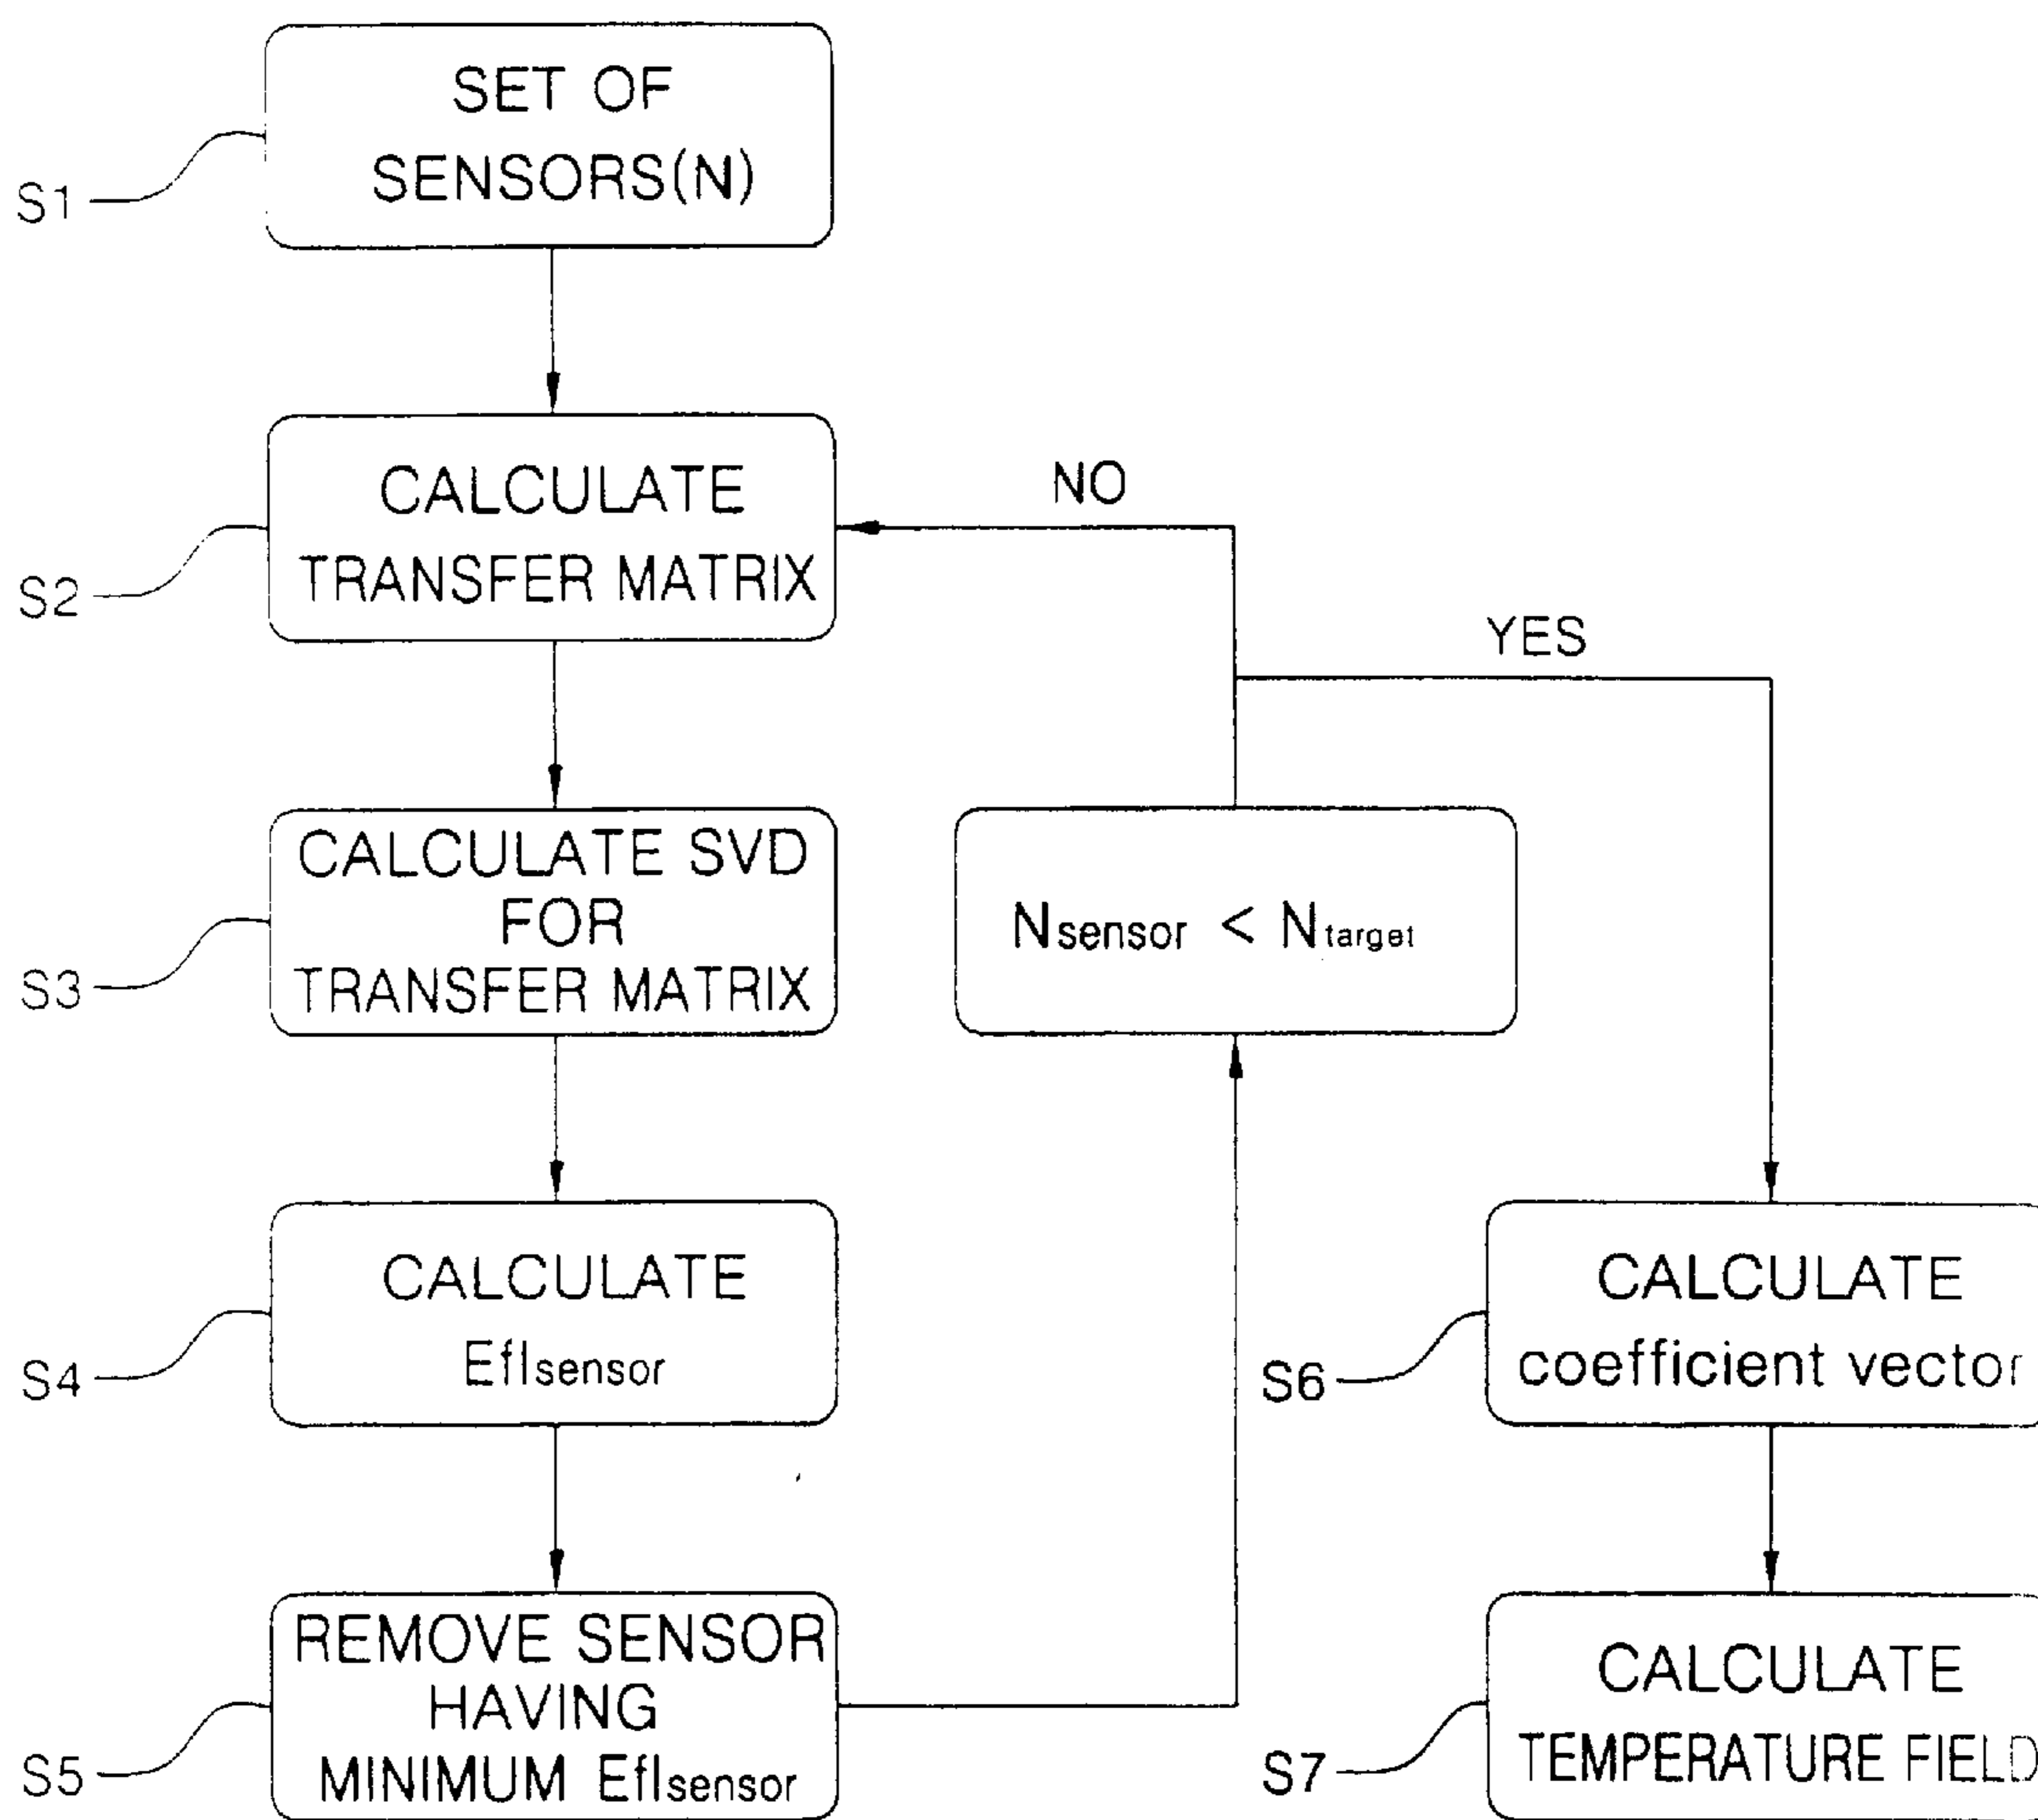 SET OF
SENSORS(N)
S1
CALCULATE
TRANSFER MATRIX
S2
NO
YES
CALCULATE SVD
FOR
TRANSFER MATRIX
S3
Nsensor < Ntarget
CALCULATE
EfIsensor
S4
CALCULATE
coefficient vector
S6
REMOVE SENSOR
HAVING
MINIMUM EfIsensor
S5
CALCULATE
TEMPERATURE FIELD
S7